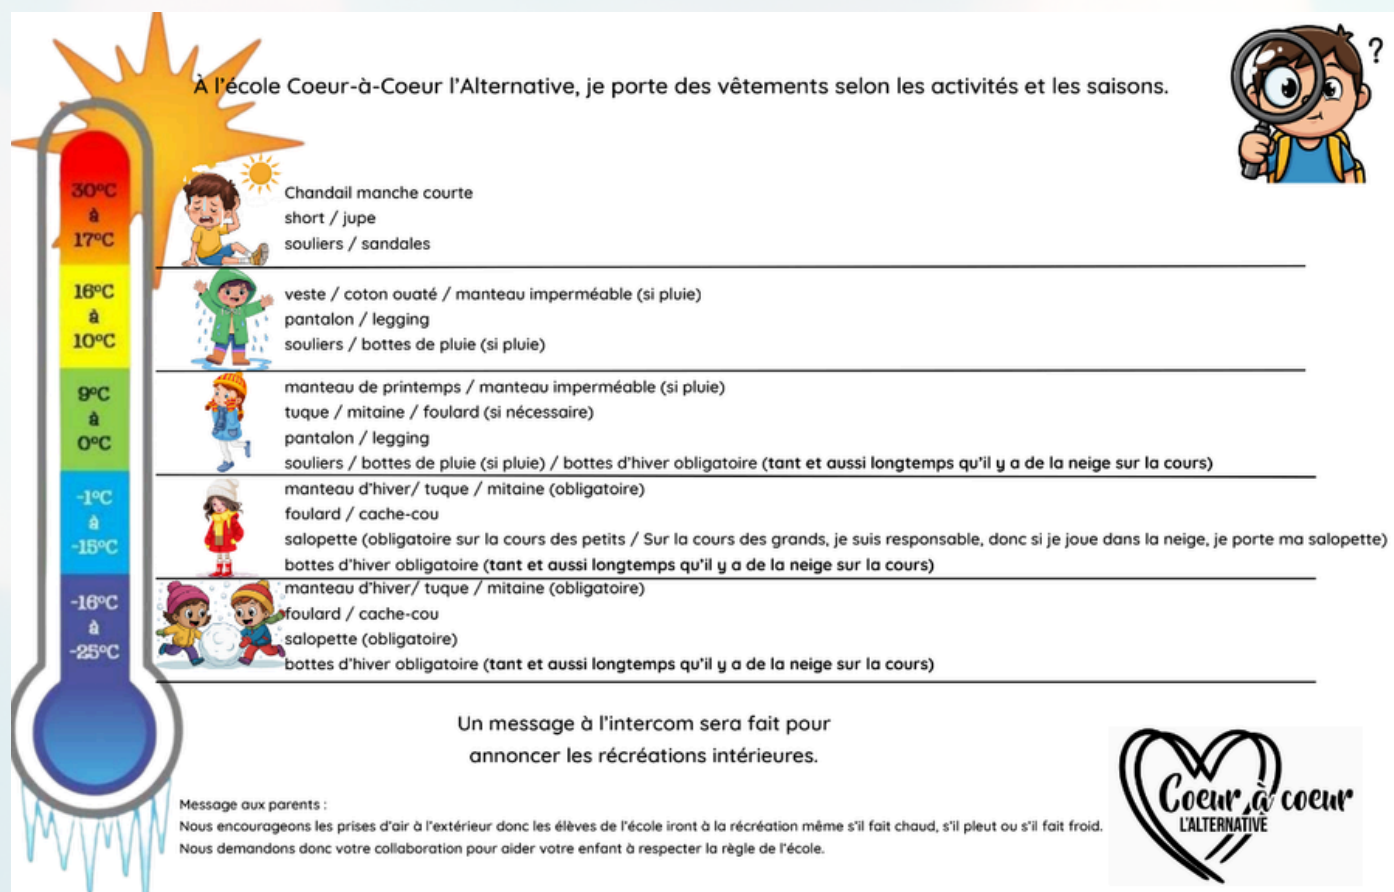 À l'école Coeur-à-Coeur l'Alternative, je porte des vêtements selon les activités et les saisons.
?
30°C
à
17°C
Chandail manche courte
short / jupe
souliers / sandales
16°C
à
10°C
veste / coton ouaté / manteau imperméable (si pluie)
pantalon / legging
souliers / bottes de pluie (si pluie)
9°C
à
0°C
manteau de printemps / manteau imperméable (si pluie)
tuque / mitaine / foulard (si nécessaire)
pantalon / legging
souliers / bottes de pluie (si pluie) / bottes d'hiver obligatoire (tant et aussi longtemps qu'il y a de la neige sur la cours)
-1°C
à
-15°C
manteau d'hiver/ tuque / mitaine (obligatoire)
foulard / cache-cou
salopette (obligatoire sur la cours des petits / Sur la cours des grands, je suis responsable, donc si je joue dans la neige, je porte ma salopette)
bottes d'hiver obligatoire (tant et aussi longtemps qu'il y a de la neige sur la cours)
-16°C
à
-25°C
manteau d'hiver/ tuque / mitaine (obligatoire)
foulard / cache-cou
salopette (obligatoire)
bottes d'hiver obligatoire (tant et aussi longtemps qu'il y a de la neige sur la cours)
Un message à l'intercom sera fait pour
annoncer les récréations intérieures.
Message aux parents :
Nous encourageons les prises d'air à l'extérieur donc les élèves de l'école iront à la récréation même s'il fait chaud, s'il pleut ou s'il fait froid.
Nous demandons donc votre collaboration pour aider votre enfant à respecter la règle de l'école.
Coeur à coeur
L'ALTERNATIVE